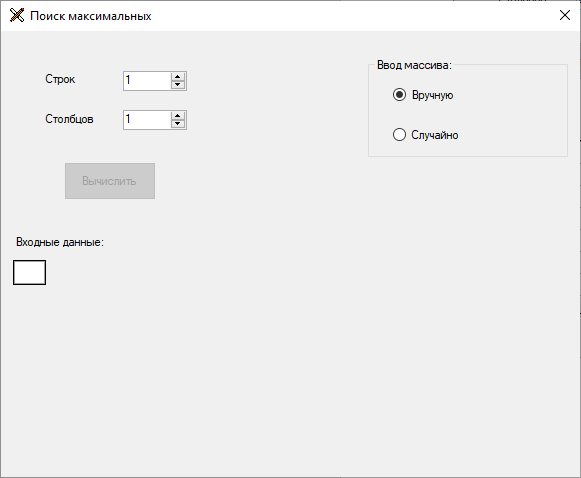 Поиск максимальных
Строк
1
Столбцов
1
Вычислить
Ввод массива:
Вручную
Случайно
Входные данные: